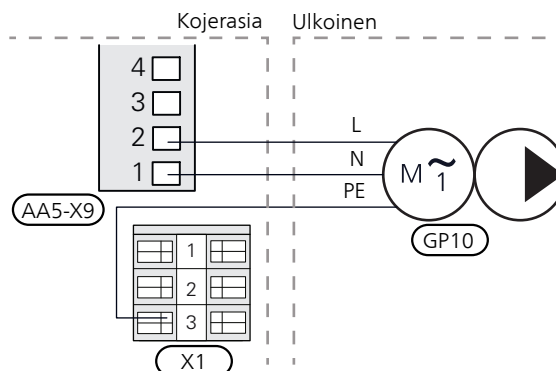 Kojerasia Ulkoinen
4
3
2
1
L
N
PE
M ~ 1
AA5-X9
GP10
1
2
3
X1